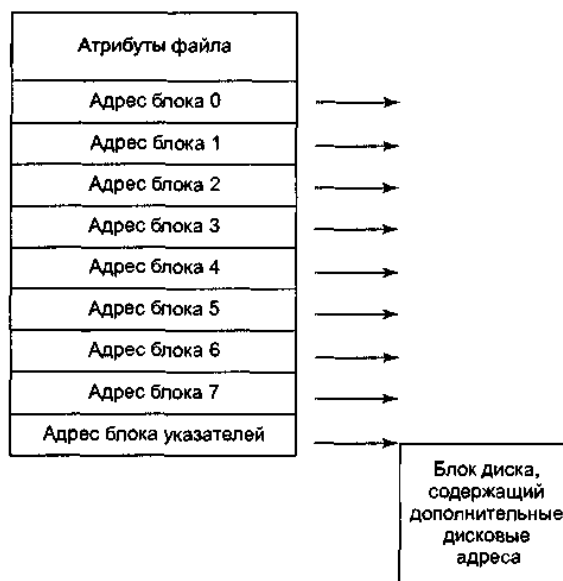 Атрибуты файла
Адрес блока 0
Адрес блока 1
Адрес блока 2
Адрес блока 3
Адрес блока 4
Адрес блока 5
Адрес блока 6
Адрес блока 7
Адрес блока указателей
Блок диска,
содержащий
дополнительные
дисковые
адреса